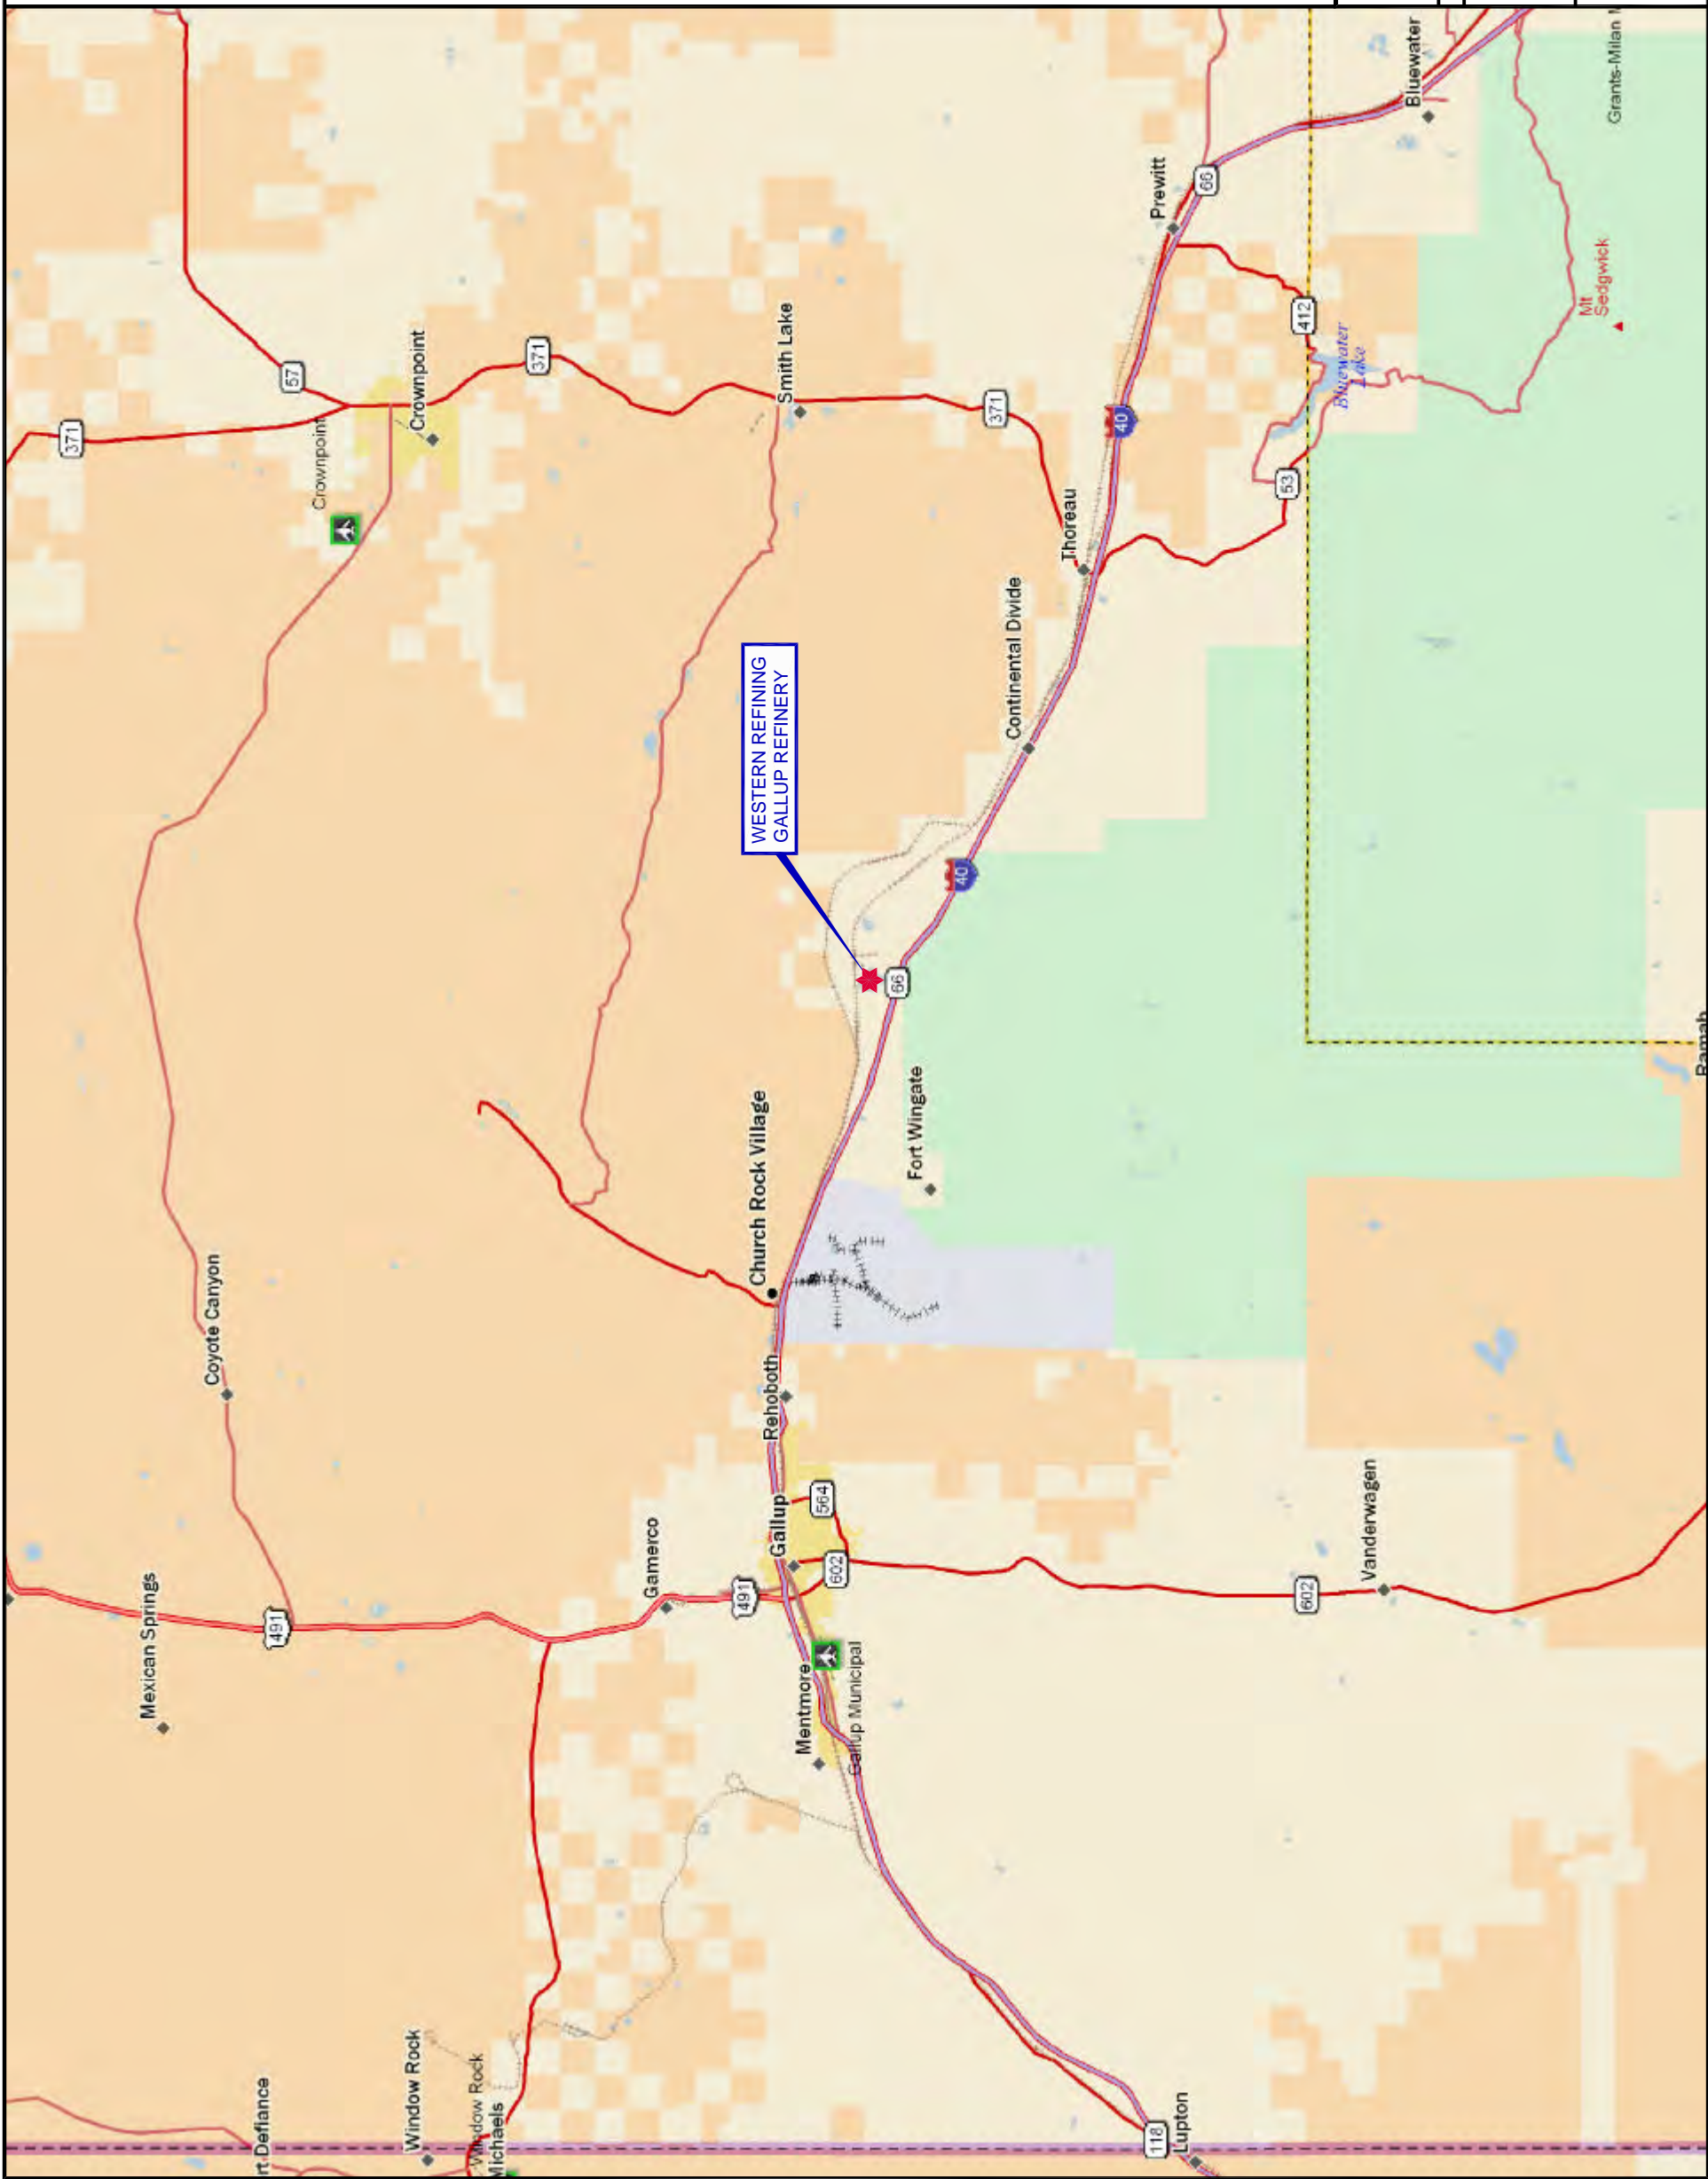 371
57
Crownpoint
Crownpoint
371
Smith Lake
371
Thoreau
Continental Divide
40
Prewitt
66
412
Bluewater
Lake
53
Bluewater
Grants-Milan M
Mt
Sedgwick
WESTERN REFINING
GALLUP REFINERY
40
66
Fort Wingate
Church Rock Village
Coyote Canyon
Rehoboth
Gallup
564
602
491
Gamerco
491
Mexican Springs
Mentmore
Gallup Municipal
602
Vanderwagen
Ramah
Window Rock
Window Rock
Michaels
rt Defiance
118
Lupton